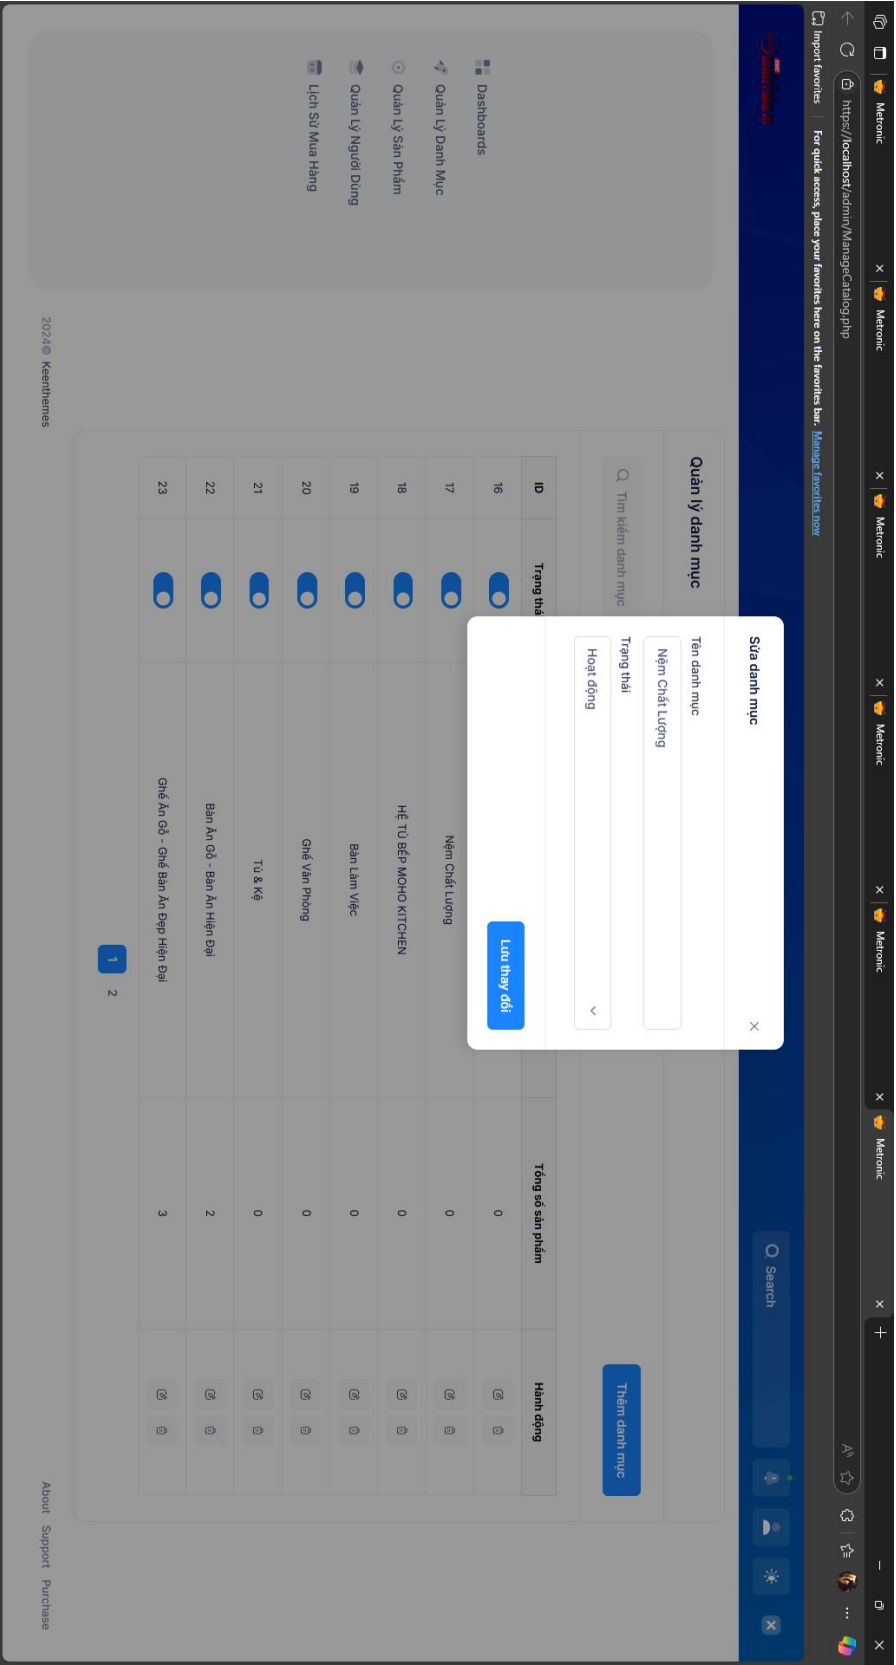 Metronic
Metronic
Metronic
Metronic
Metronic
Metronic
https://localhost/admin/ManageCatalog.php
Import favorites
For quick access, place your favorites here on the favorites bar. Manage favorites now
Search
Dashboards
Quản Lý Danh Mục
Quản Lý Sản Phẩm
Quản Lý Người Dùng
Lịch Sử Mua Hàng
Quản lý danh mục
Tìm kiếm danh mục
Thêm danh mục
Sửa danh mục
Tên danh mục
Nệm Chất Lượng
Trạng thái
Hoạt động
Lưu thay đổi
ID Trạng thá Tổng số sản phẩm Hành động
16 0
17 Nệm Chất Lượng 0
18 HỆ TỦ BẾP MOHO KITCHEN 0
19 Bàn Làm Việc 0
20 Ghế Văn Phòng 0
21 Tủ & Kệ 0
22 Bàn Ăn Gỗ - Bàn Ăn Hiện Đại 2
23 Ghế Ăn Gỗ - Ghế Bàn Ăn Đẹp Hiện Đại 3
1 2
2024© Keenthemes
About Support Purchase